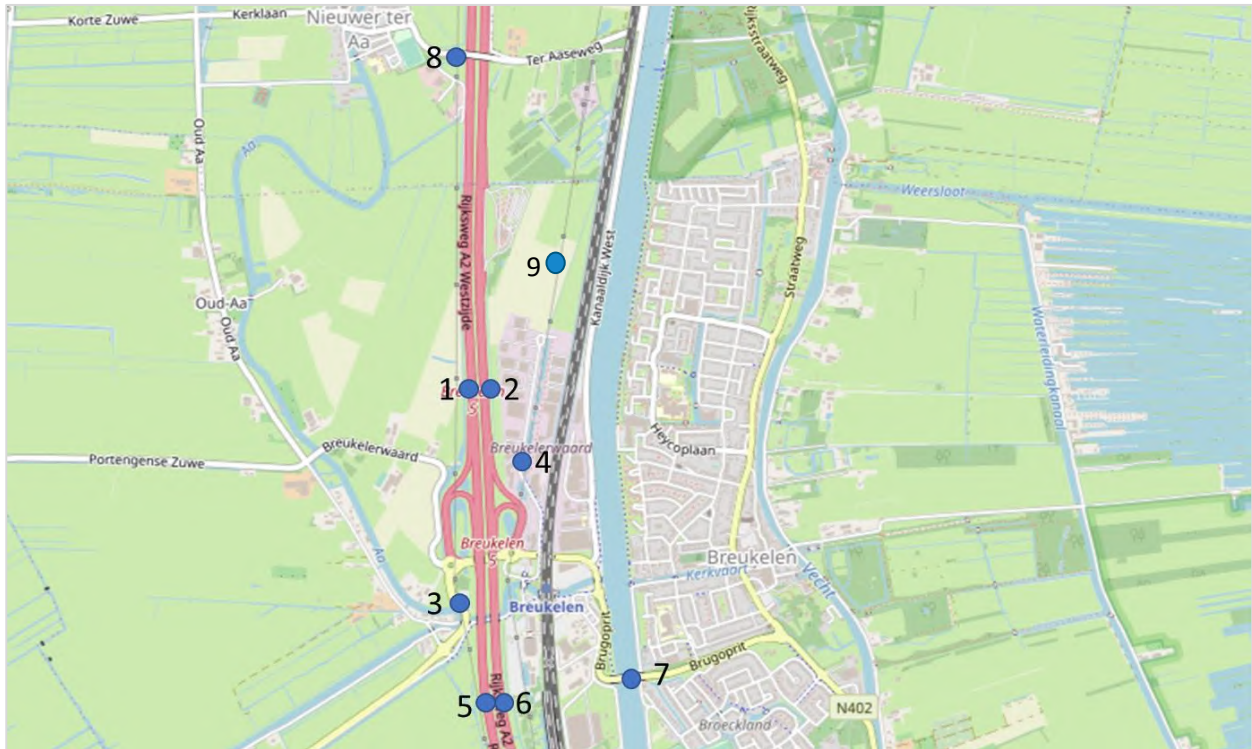 Korte Zuwe
Kerklaan
Nieuwer ter
Aa
8
Ter Aaseweg
Rijksstraatweg
Oud Aa
Aa
Weersloot
Rijksweg A2 Westzijde
9
Kanaaldijk West
Straatweg
Oud-Aa
Oud Aa
Waterleidingkanaal
1
2
5
Heycoplaan
Breukelerwaard
Breukelerwaard
4
Portengense Zuwe
Breukelen
Breukelen
Aa
Kerkvaart
Vecht
3
Breukelen
Brugoprit
Brugoprit
7
5
6
N402
Broeckland